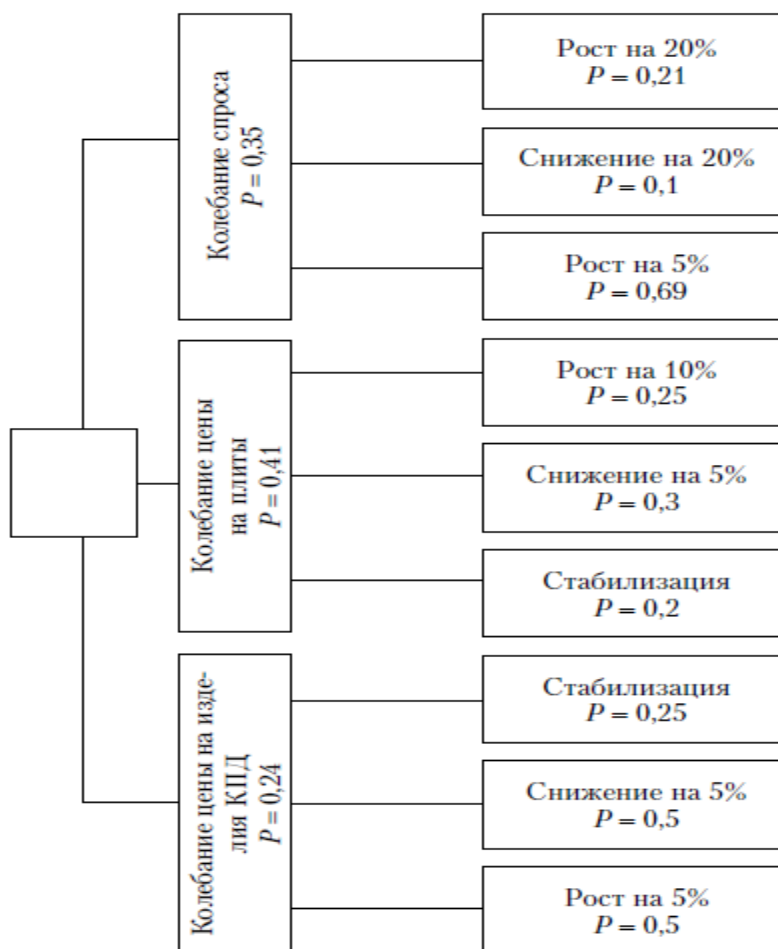 Колебание спроса
P = 0,35
Рост на 20%
P = 0,21
Снижение на 20%
P = 0,1
Рост на 5%
P = 0,69
Колебание цены
на плиты
P = 0,41
Рост на 10%
P = 0,25
Снижение на 5%
P = 0,3
Стабилизация
P = 0,2
Колебание цены на изде-
лия КПД
P = 0,24
Стабилизация
P = 0,25
Снижение на 5%
P = 0,5
Рост на 5%
P = 0,5